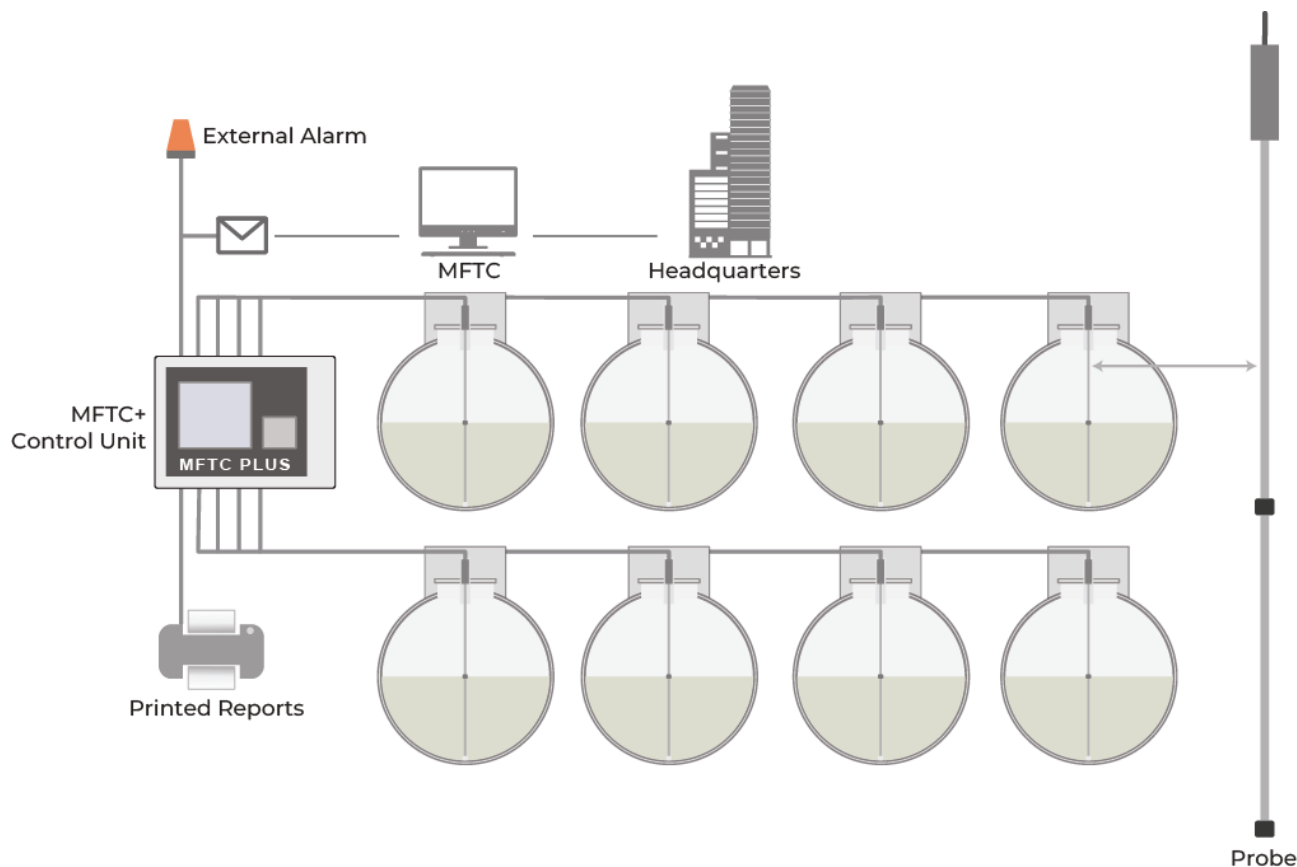 External Alarm
MFTC
Headquarters
MFTC+
Control Unit
MFTC PLUS
Printed Reports
Probe